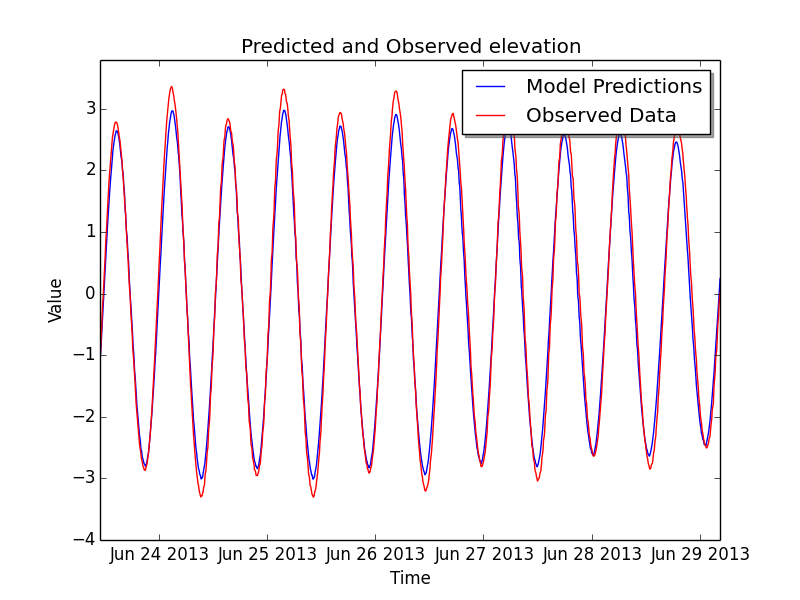 Predicted and Observed elevation
Model Predictions
Observed Data
3
2
1
0
−1
−2
−3
−4
Value
Jun 24 2013
Jun 25 2013
Jun 26 2013
Jun 27 2013
Jun 28 2013
Jun 29 2013
Time